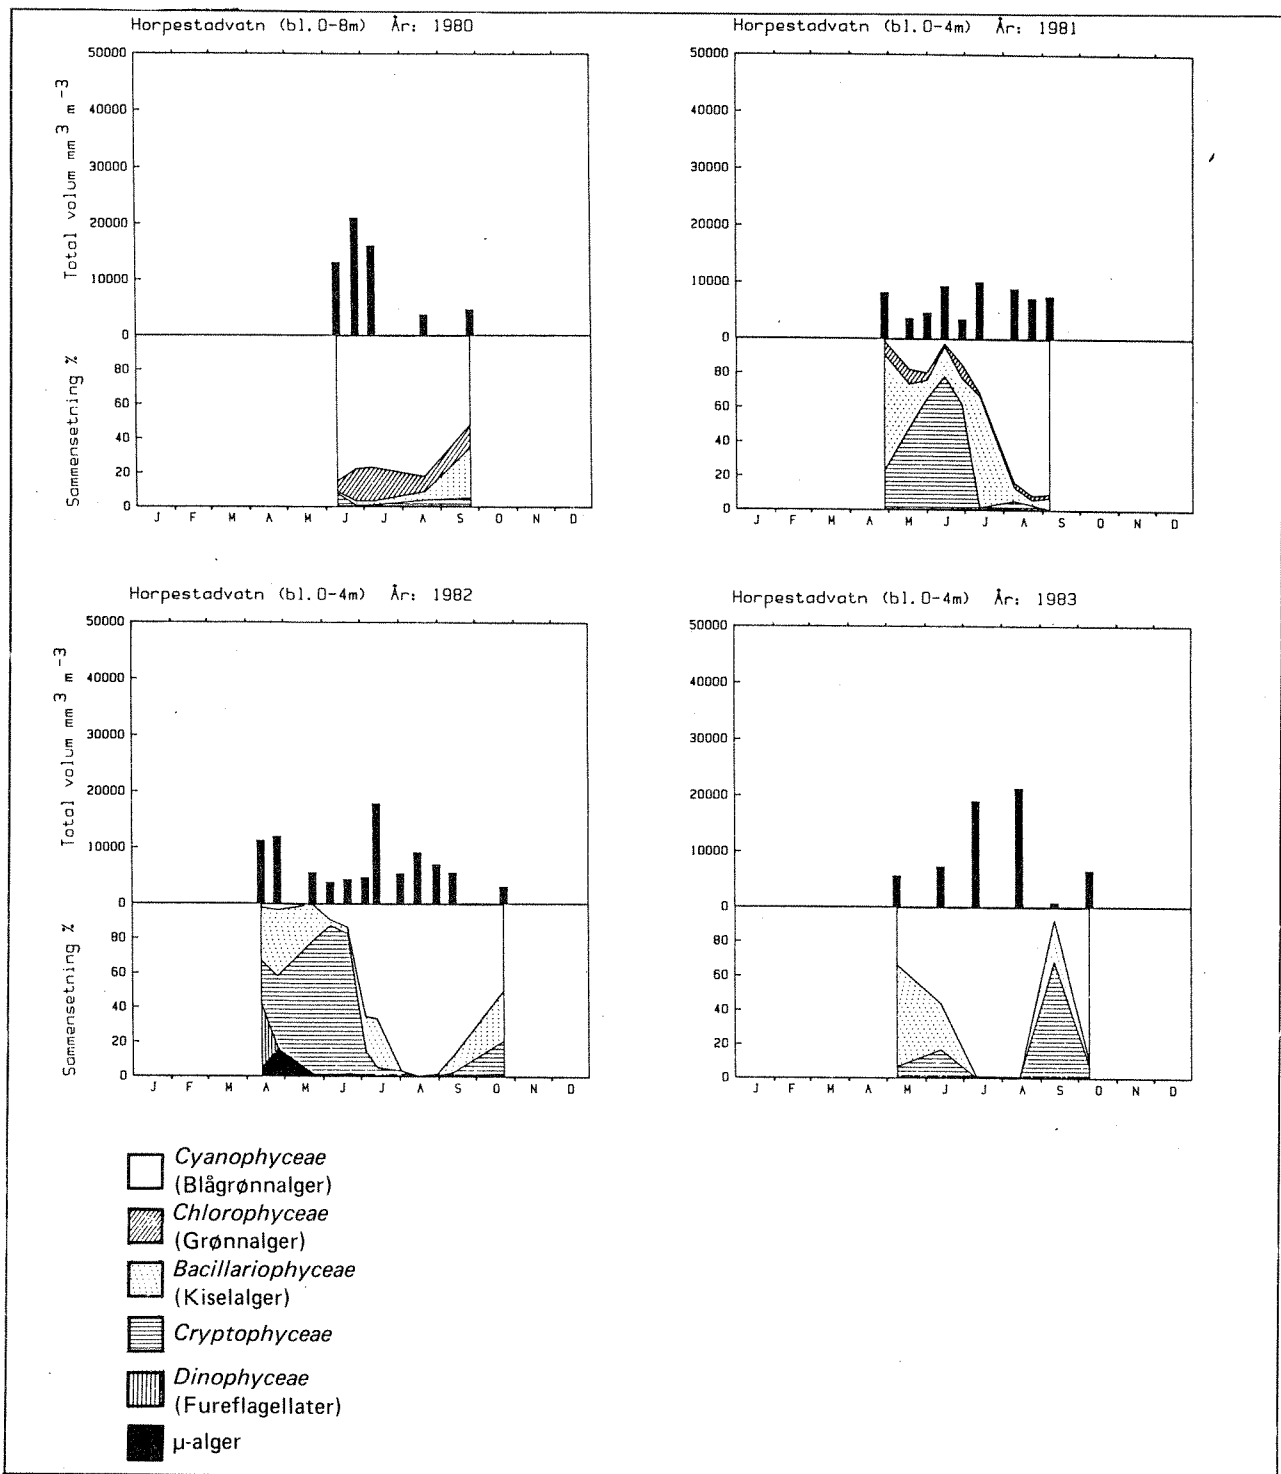 Horpestadvatn (bl.0-8m) År: 1980
50000
40000
30000
20000
10000
0
Total volum mm 3 m -3
80
60
40
20
0
Sammensetning %
J F M A M J J A S O N D
Horpestadvatn (bl.0-4m) År: 1981
50000
40000
30000
20000
10000
0
80
60
40
20
0
J F M A M J J A S O N D
Horpestadvatn (bl.0-4m) År: 1982
50000
40000
30000
20000
10000
0
Total volum mm 3 m -3
80
60
40
20
0
Sammensetning %
J F M A M J J A S O N D
Horpestadvatn (bl.0-4m) År: 1983
50000
40000
30000
20000
10000
0
80
60
40
20
0
J F M A M J J A S O N D
Cyanophyceae
(Blågrønnalger)
Chlorophyceae
(Grønnalger)
Bacillariophyceae
(Kiselalger)
Cryptophyceae
Dinophyceae
(Fureflagellater)
µ-alger